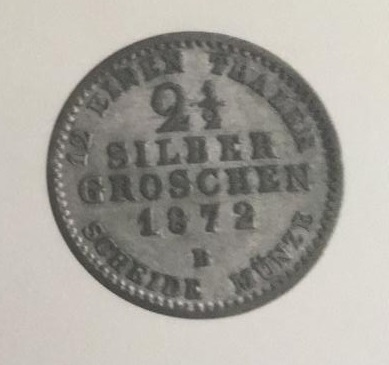 12 EINEN THALER
2½
SILBER
GROSCHEN
1872
B
SCHEIDE MÜNZE